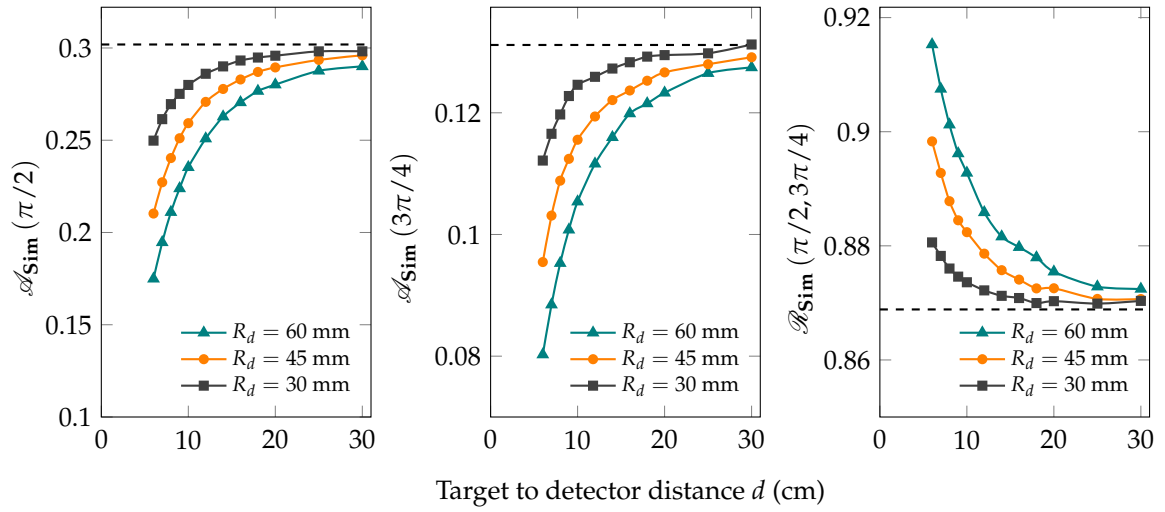 0.3
0.25
0.2
0.15
0.1
0 10 20 30
𝒜Sim (π/2)
Rd = 60 mm
Rd = 45 mm
Rd = 30 mm
0.12
0.1
0.08
0 10 20 30
𝒜Sim (3π/4)
Rd = 60 mm
Rd = 45 mm
Rd = 30 mm
0.92
0.9
0.88
0.86
0 10 20 30
ℛSim (π/2, 3π/4)
Rd = 60 mm
Rd = 45 mm
Rd = 30 mm
Target to detector distance d (cm)